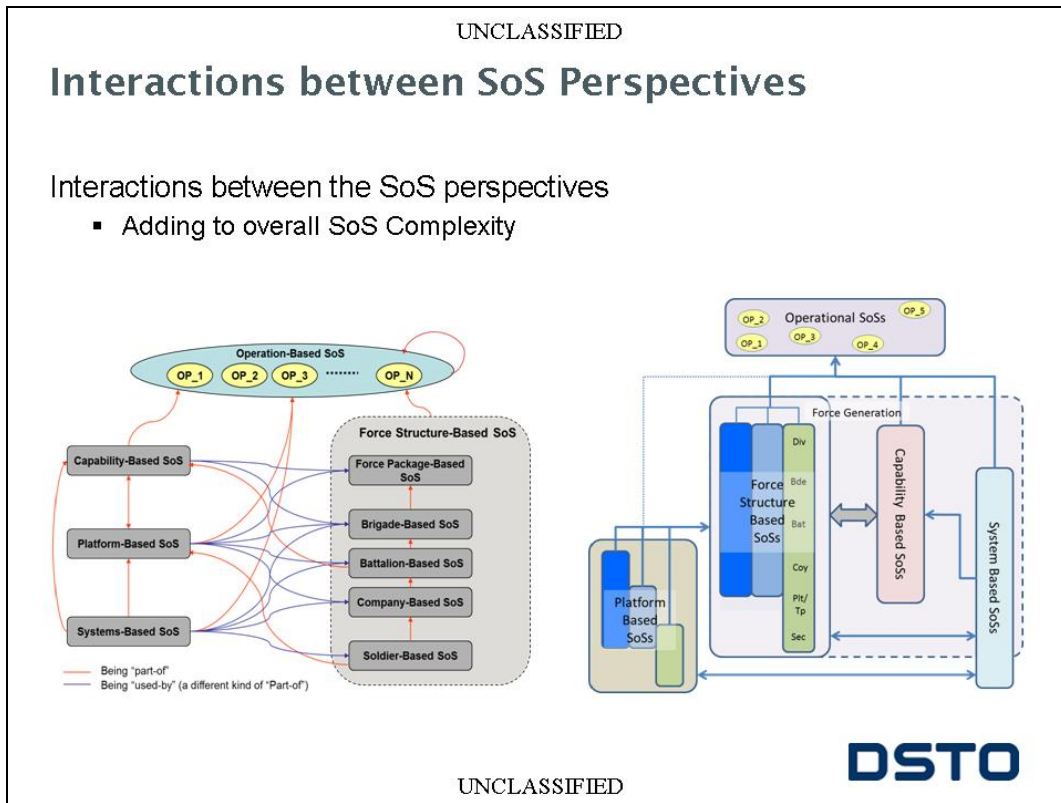 UNCLASSIFIED
Interactions between SoS Perspectives
Interactions between the SoS perspectives
▪ Adding to overall SoS Complexity
Operation-Based SoS
OP_1
OP_2
OP_3
........
OP_N
Force Structure-Based SoS
Capability-Based SoS
Force Package-Based
SoS
Platform-Based SoS
Brigade-Based SoS
Battalion-Based SoS
Company-Based SoS
Systems-Based SoS
Soldier-Based SoS
Being "part-of"
Being "used-by" (a different kind of "Part-of")
Operational SoSs
OP_2
OP_1
OP_3
OP_4
OP_5
Force Generation
Force
Structure
Based
SoSs
Div
Bde
Bat
Coy
Plt/
Tp
Sec
Capability Based SoSs
System Based SoSs
Platform
Based
SoSs
DSTO
UNCLASSIFIED